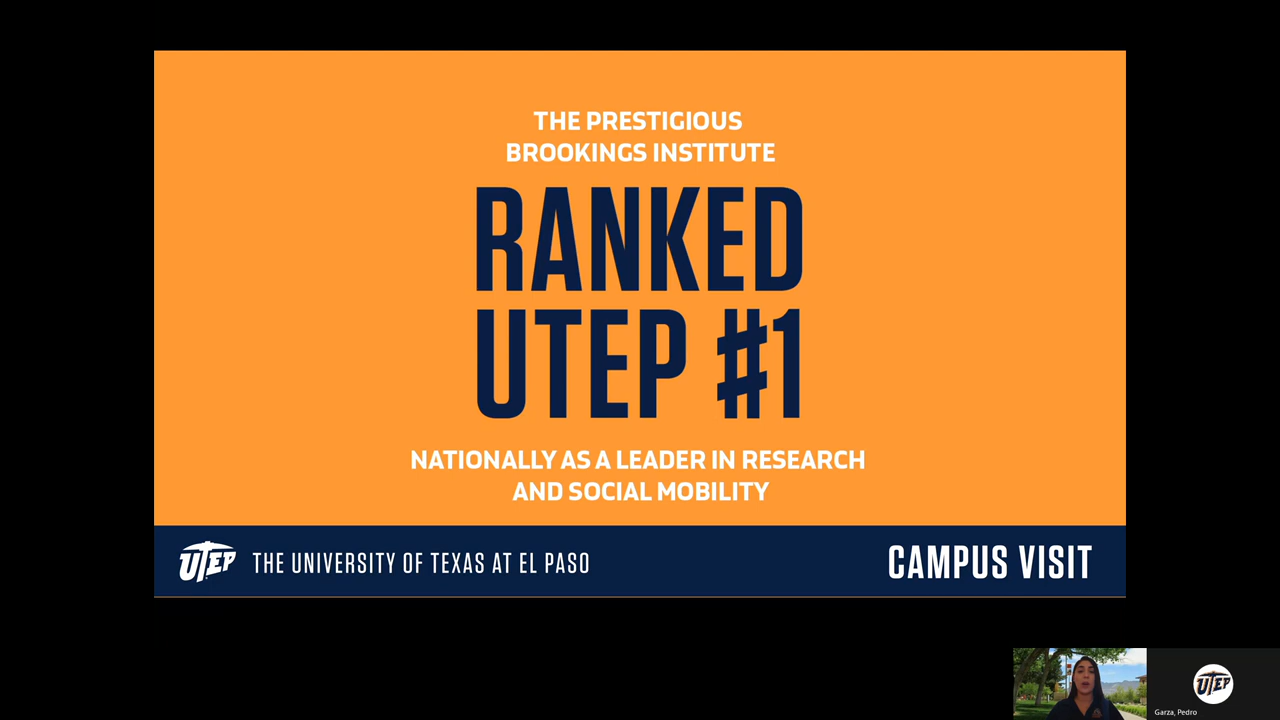 THE PRESTIGIOUS
BROOKINGS INSTITUTE
RANKED
UTEP #1
NATIONALLY AS A LEADER IN RESEARCH
AND SOCIAL MOBILITY
UTEP THE UNIVERSITY OF TEXAS AT EL PASO CAMPUS VISIT
UTEP
Garza, Pedro